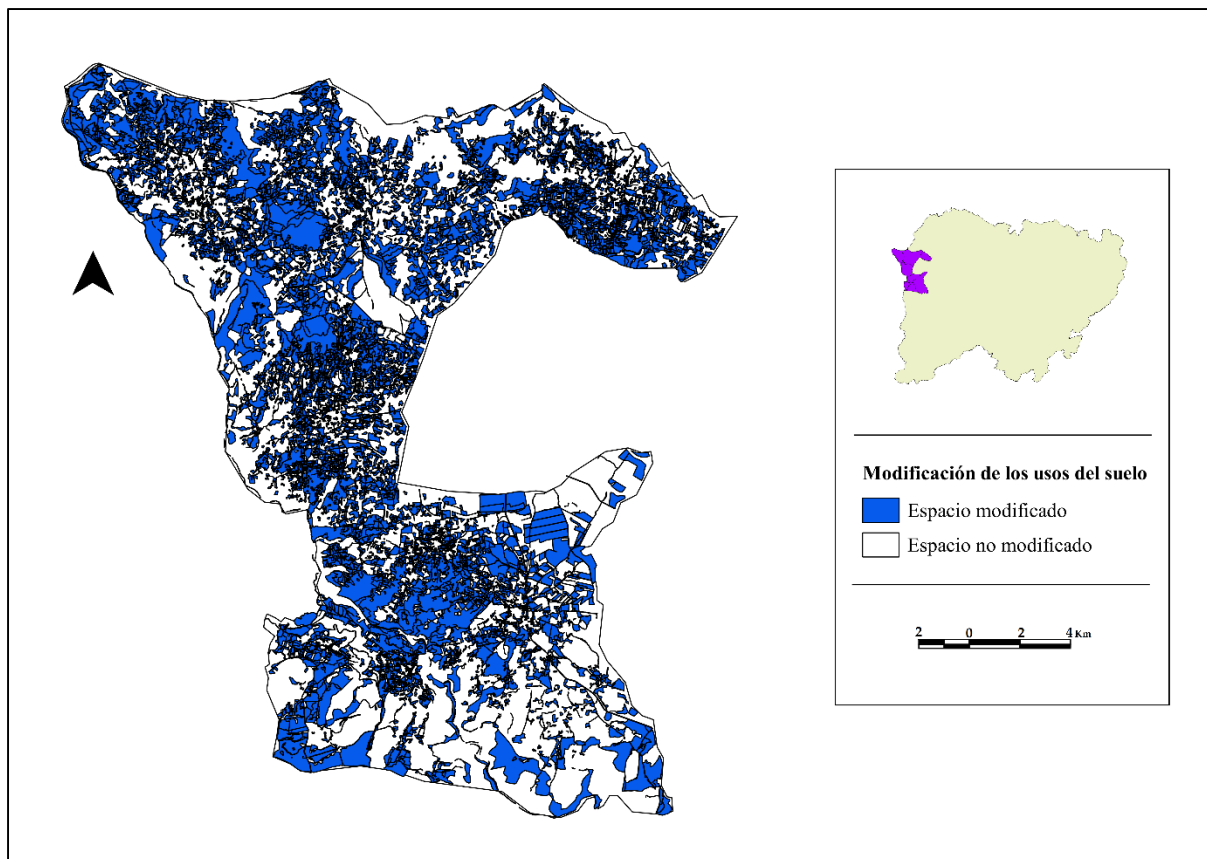 Modificación de los usos del suelo
Espacio modificado
Espacio no modificado
2 0 2 4 Km